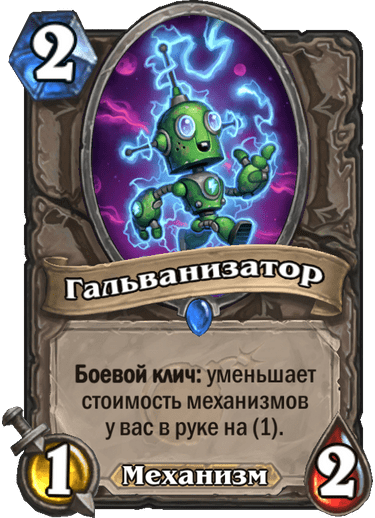 2
Гальванизатор
Боевой клич: уменьшает
стоимость механизмов
у вас в руке на (1).
1
Механизм
2